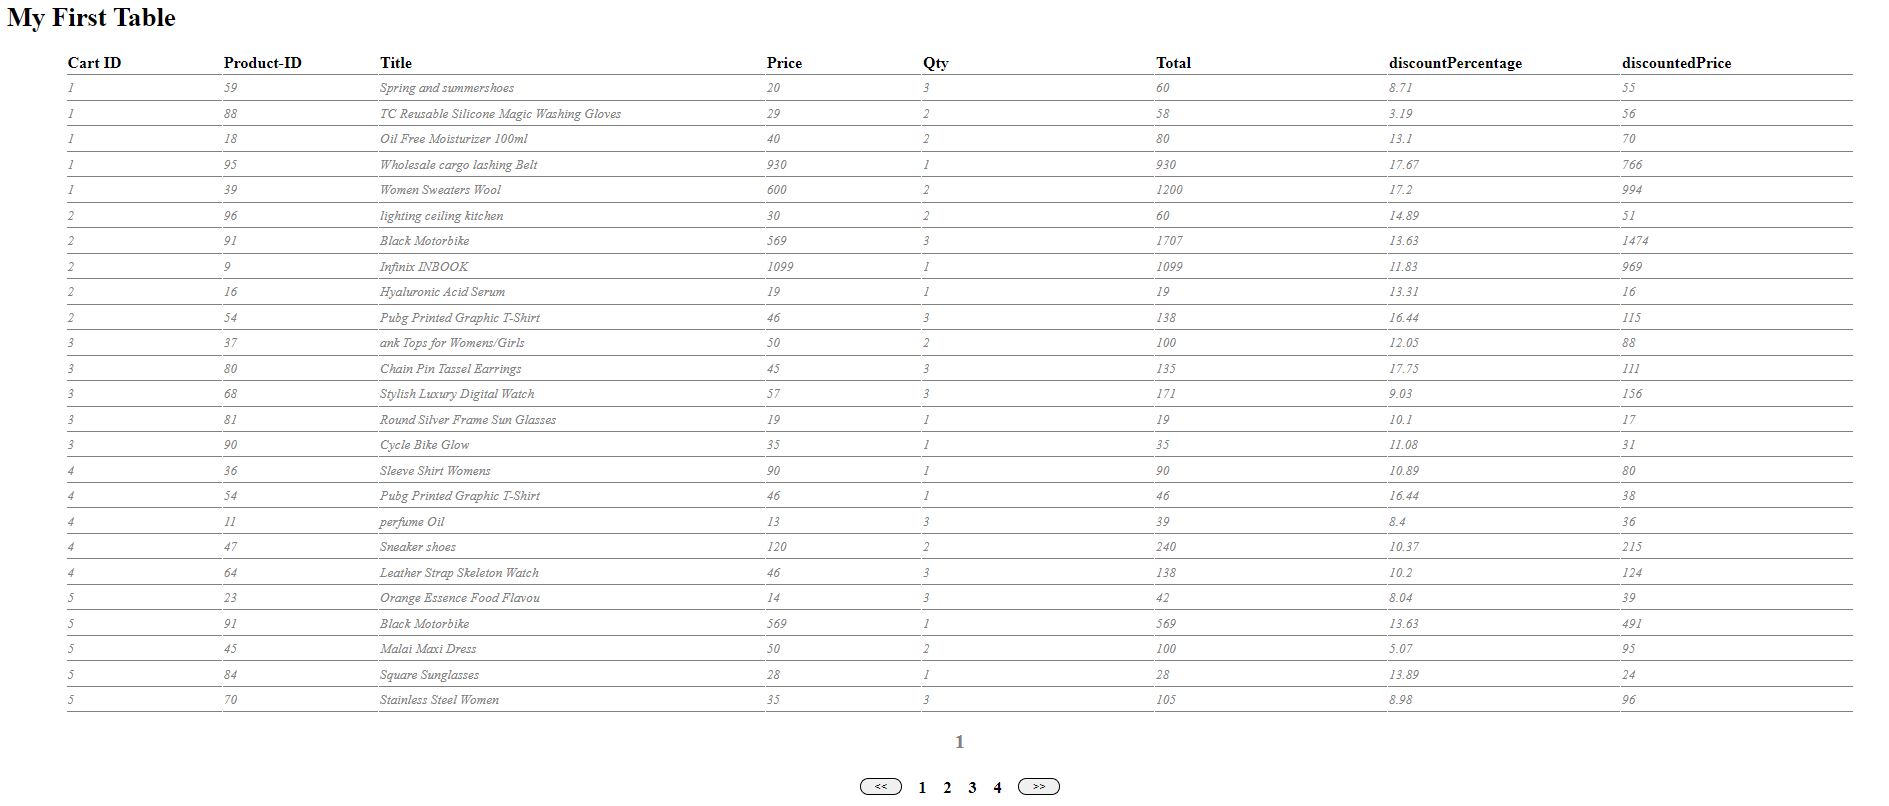 My First Table
Cart ID Product-ID Title Price Qty Total discountPercentage discountedPrice
1 59 Spring and summershoes 20 3 60 8.71 55
1 88 TC Reusable Silicone Magic Washing Gloves 29 2 58 3.19 56
1 18 Oil Free Moisturizer 100ml 40 2 80 13.1 70
1 95 Wholesale cargo lashing Belt 930 1 930 17.67 766
1 39 Women Sweaters Wool 600 2 1200 17.2 994
2 96 lighting ceiling kitchen 30 2 60 14.89 51
2 91 Black Motorbike 569 3 1707 13.63 1474
2 9 Infinix INBOOK 1099 1 1099 11.83 969
2 16 Hyaluronic Acid Serum 19 1 19 13.31 16
2 54 Pubg Printed Graphic T-Shirt 46 3 138 16.44 115
3 37 ank Tops for Womens/Girls 50 2 100 12.05 88
3 80 Chain Pin Tassel Earrings 45 3 135 17.75 111
3 68 Stylish Luxury Digital Watch 57 3 171 9.03 156
3 81 Round Silver Frame Sun Glasses 19 1 19 10.1 17
3 90 Cycle Bike Glow 35 1 35 11.08 31
4 36 Sleeve Shirt Womens 90 1 90 10.89 80
4 54 Pubg Printed Graphic T-Shirt 46 1 46 16.44 38
4 11 perfume Oil 13 3 39 8.4 36
4 47 Sneaker shoes 120 2 240 10.37 215
4 64 Leather Strap Skeleton Watch 46 3 138 10.2 124
5 23 Orange Essence Food Flavou 14 3 42 8.04 39
5 91 Black Motorbike 569 1 569 13.63 491
5 45 Malai Maxi Dress 50 2 100 5.07 95
5 84 Square Sunglasses 28 1 28 13.89 24
5 70 Stainless Steel Women 35 3 105 8.98 96
1
<< 1 2 3 4 >>